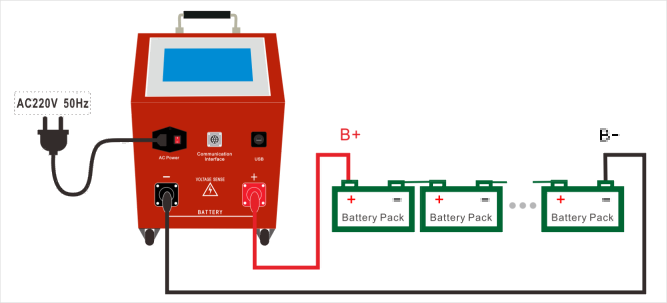 AC220V 50Hz
B+
B-
AC Power
Communication
Interface
USB
VOLTAGE SENSE
- +
BATTERY
+ Battery Pack
+ Battery Pack
+ Battery Pack